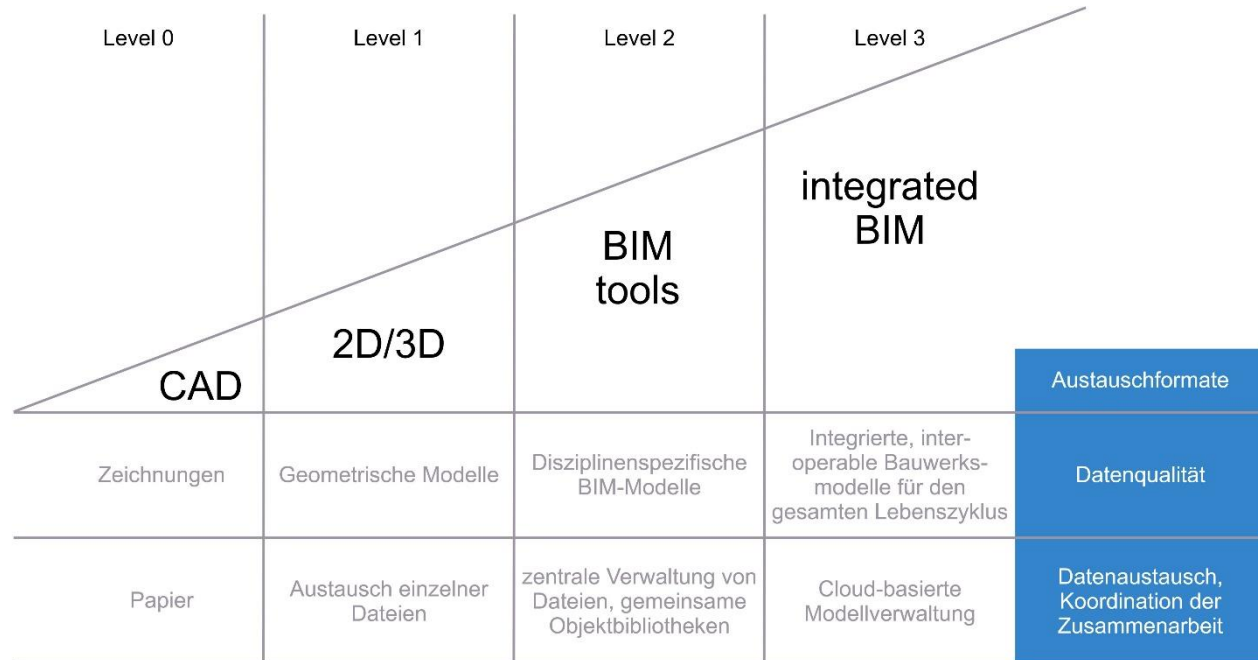 Level 0
Level 1
Level 2
Level 3
integrated
BIM
BIM
tools
2D/3D
CAD
Austauschformate
Zeichnungen
Geometrische Modelle
Disziplinenspezifische
BIM-Modelle
Integrierte, inter-
operable Bauwerks-
modelle für den
gesamten Lebenszyklus
Datenqualität
Papier
Austausch einzelner
Dateien
zentrale Verwaltung von
Dateien, gemeinsame
Objektbibliotheken
Cloud-basierte
Modellverwaltung
Datenaustausch,
Koordination der
Zusammenarbeit